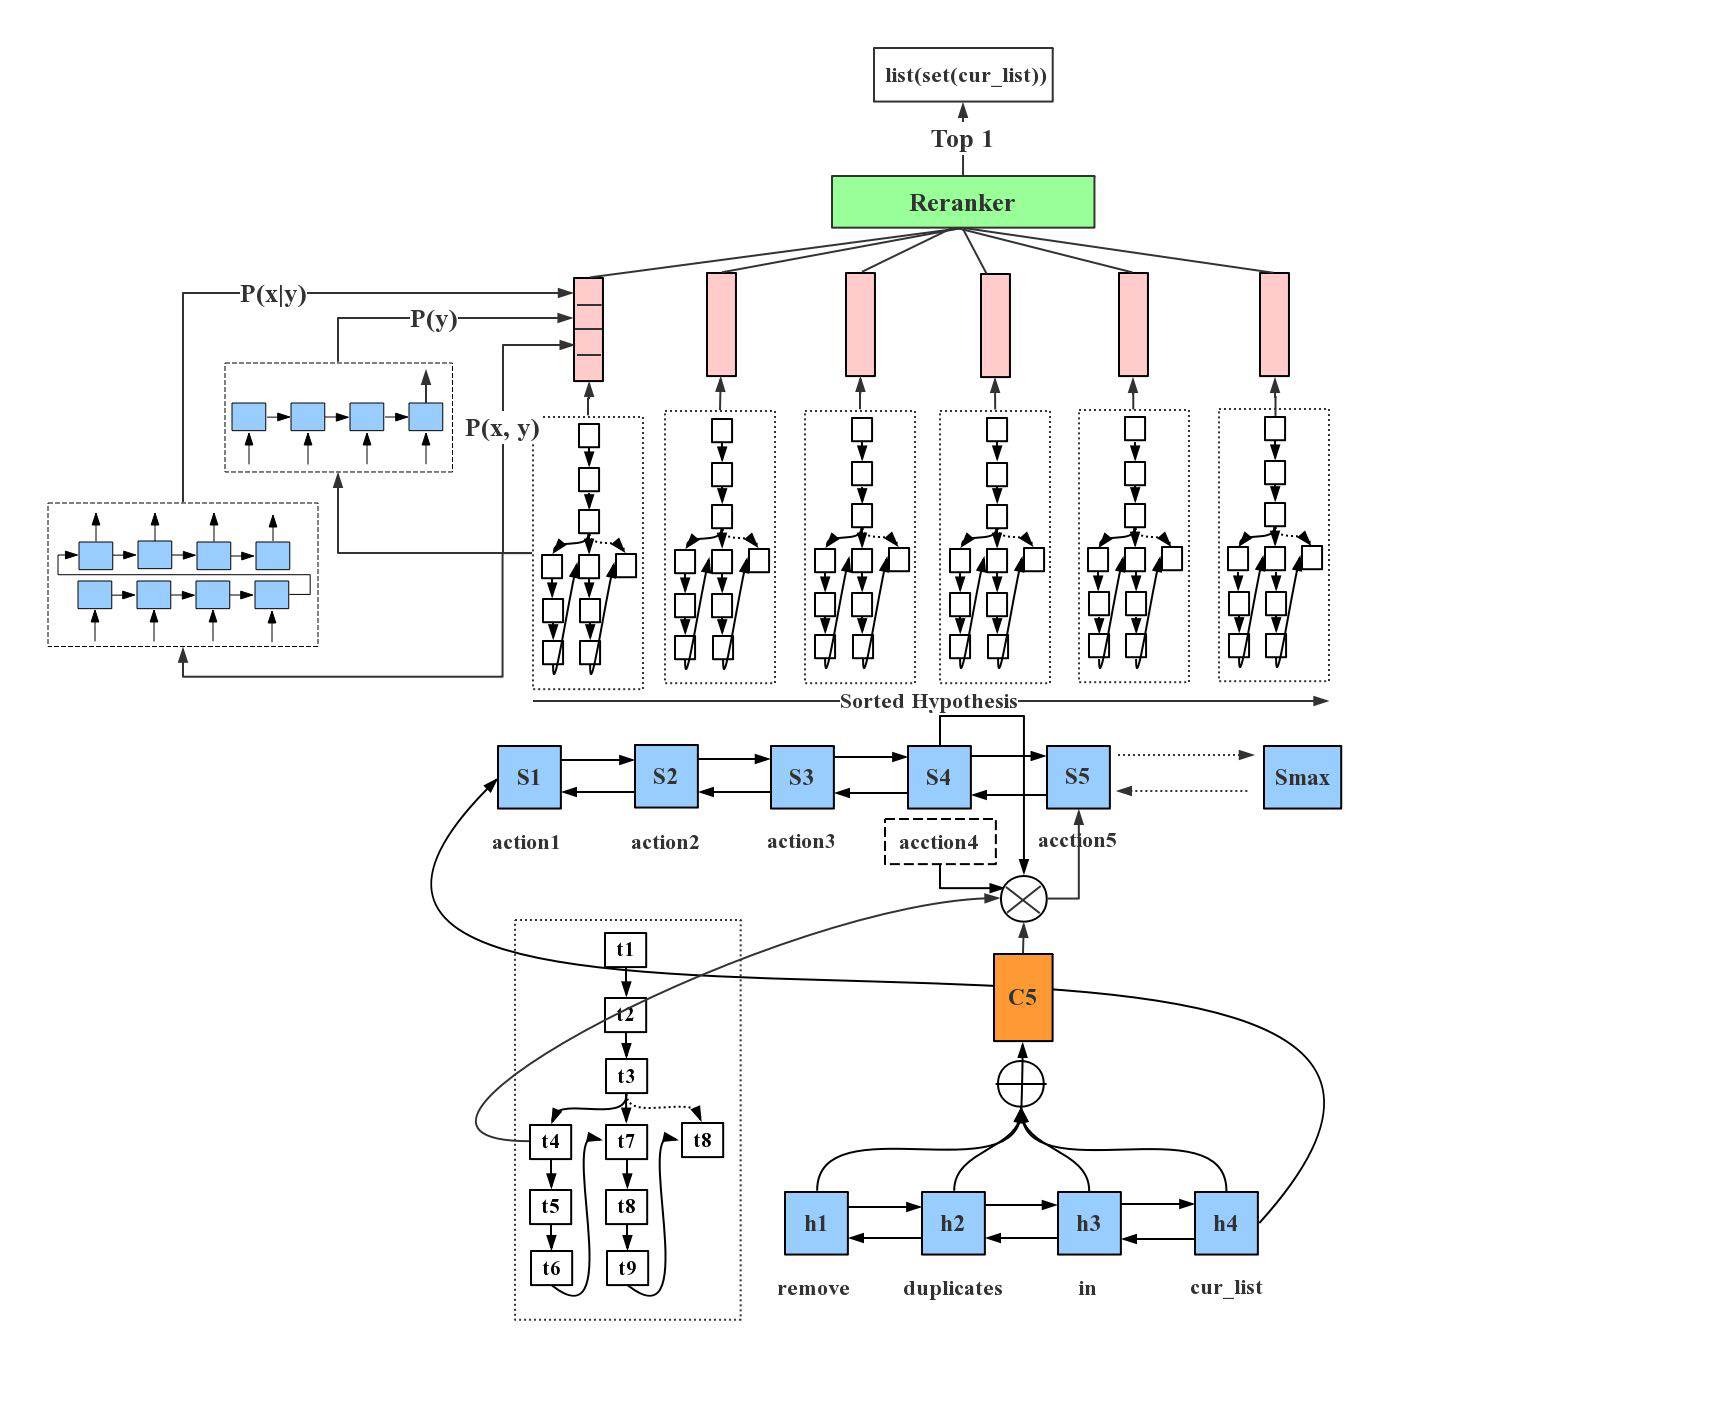 list(set(cur_list))
Top 1
Reranker
P(x|y)
P(y)
P(x, y)
Sorted Hypothesis
S1
S2
S3
S4
S5
Smax
action1
action2
action3
acction4
acction5
t1
t2
t3
t4
t7
t8
t5
t8
t6
t9
C5
h1
h2
h3
h4
remove
duplicates
in
cur_list